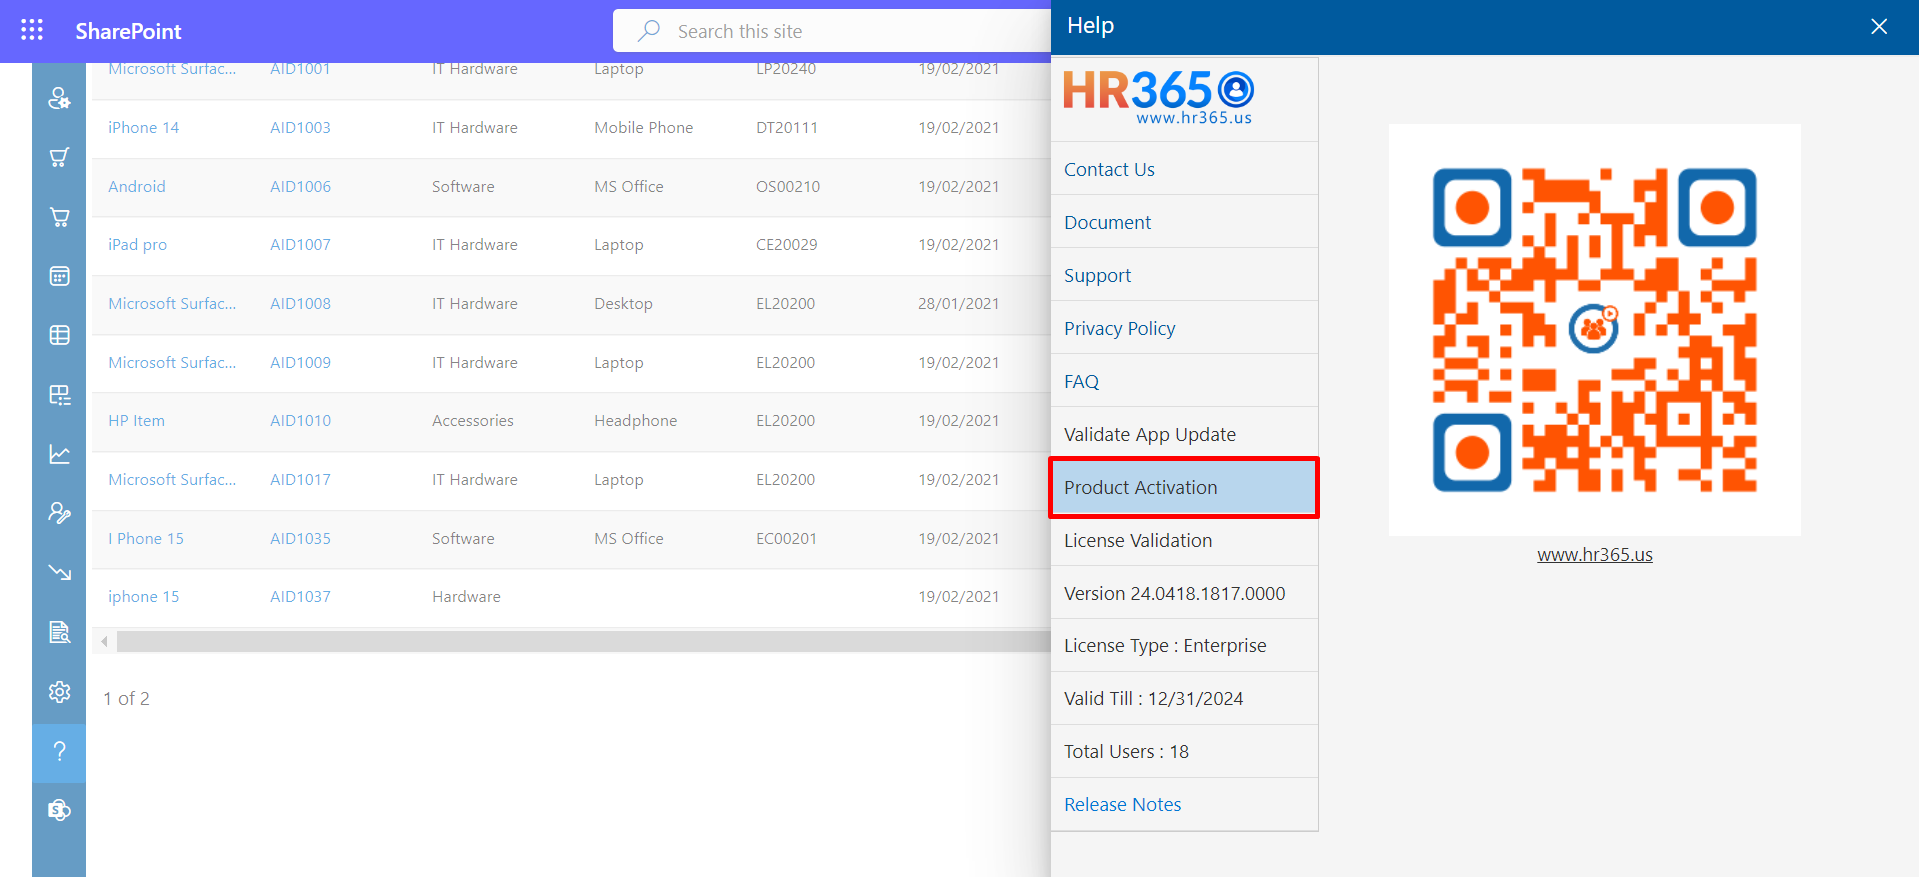 SharePoint
Search this site
Microsoft Surfac... AID1001 IT Hardware Laptop LP20240 19/02/2021
iPhone 14 AID1003 IT Hardware Mobile Phone DT20111 19/02/2021
Android AID1006 Software MS Office OS00210 19/02/2021
iPad pro AID1007 IT Hardware Laptop CE20029 19/02/2021
Microsoft Surfac... AID1008 IT Hardware Desktop EL20200 28/01/2021
Microsoft Surfac... AID1009 IT Hardware Laptop EL20200 19/02/2021
HP Item AID1010 Accessories Headphone EL20200 19/02/2021
Microsoft Surfac... AID1017 IT Hardware Laptop EL20200 19/02/2021
I Phone 15 AID1035 Software MS Office EC00201 19/02/2021
iphone 15 AID1037 Hardware 19/02/2021
1 of 2
Help
HR365
www.hr365.us
Contact Us
Document
Support
Privacy Policy
FAQ
Validate App Update
Product Activation
License Validation
Version 24.0418.1817.0000
License Type : Enterprise
Valid Till : 12/31/2024
Total Users : 18
Release Notes
www.hr365.us